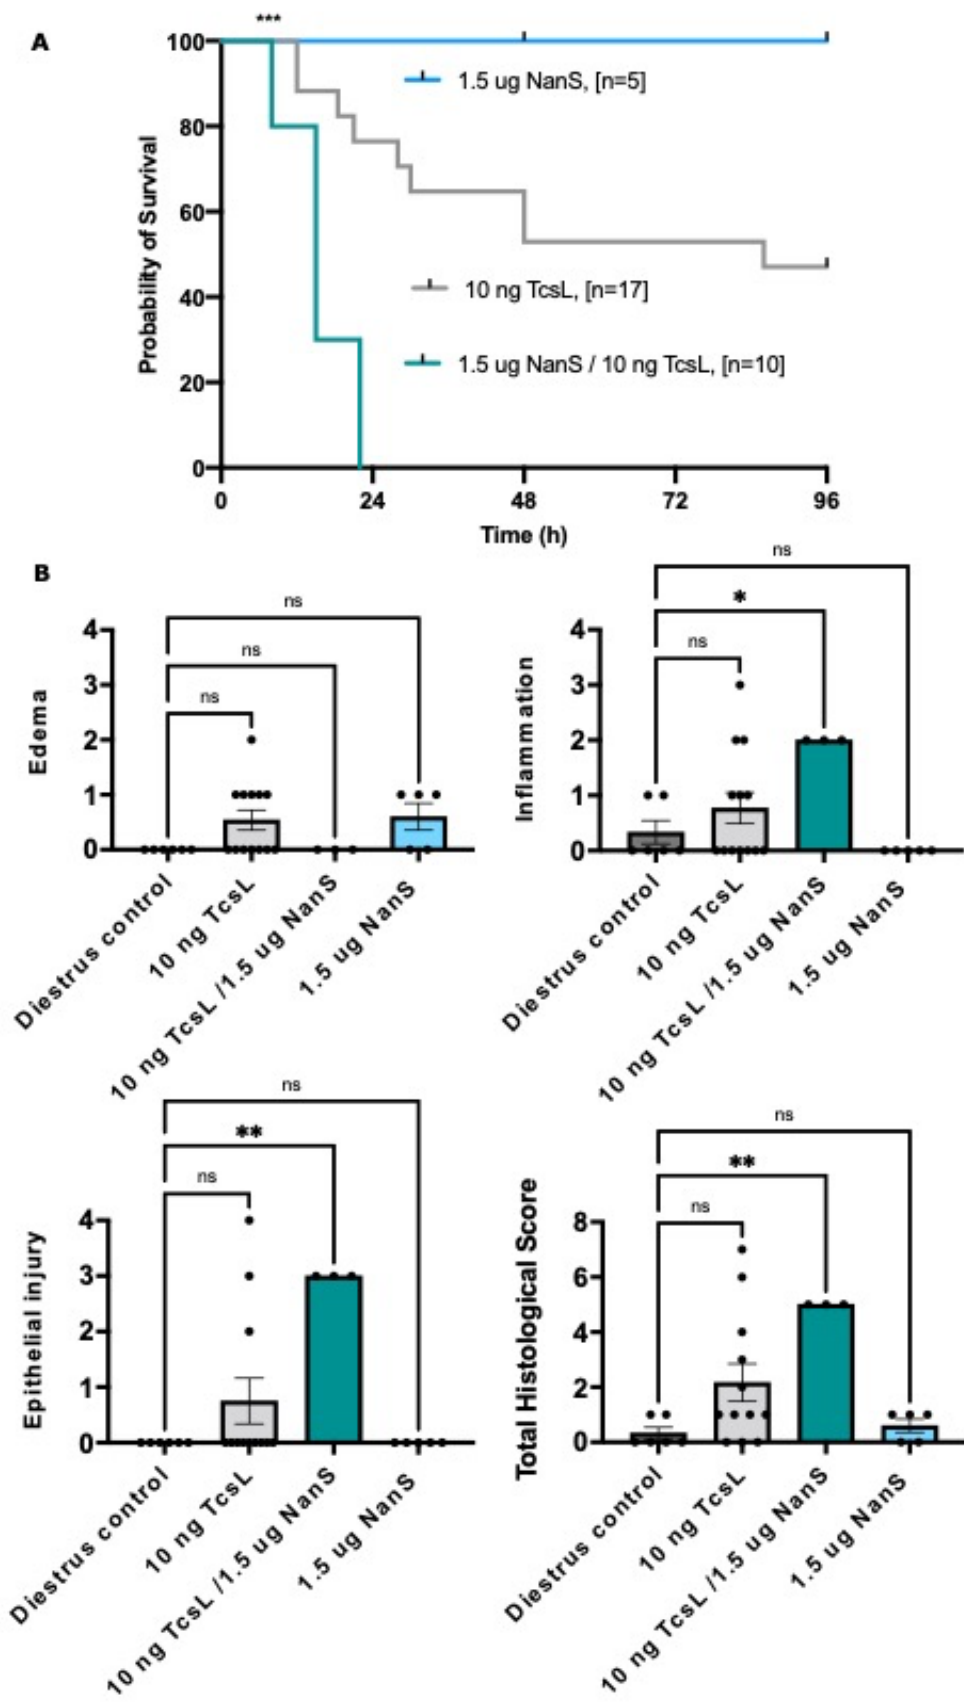 A
***
100
80
60
40
20
0
Probability of Survival
1.5 ug NanS, [n=5]
10 ng TcsL, [n=17]
1.5 ug NanS / 10 ng TcsL, [n=10]
0 24 48 72 96
Time (h)
B
ns
ns
ns
4
3
2
1
0
Edema
Diestrus control
10 ng TcsL
10 ng TcsL /1.5 ug NanS
1.5 ug NanS
ns
*
ns
4
3
2
1
0
Inflammation
Diestrus control
10 ng TcsL
10 ng TcsL /1.5 ug NanS
1.5 ug NanS
ns
**
ns
4
3
2
1
0
Epithelial injury
Diestrus control
10 ng TcsL
10 ng TcsL /1.5 ug NanS
1.5 ug NanS
ns
**
ns
8
6
4
2
0
Total Histological Score
Diestrus control
10 ng TcsL
10 ng TcsL /1.5 ug NanS
1.5 ug NanS